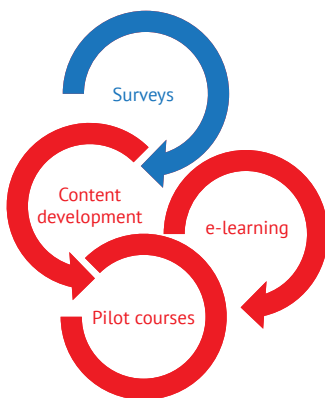 Surveys
Content
development
e-learning
Pilot courses